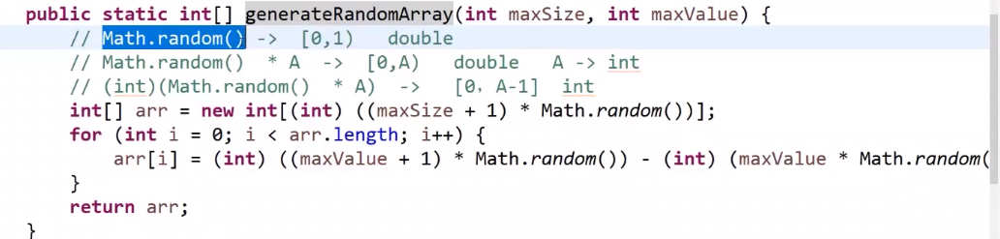 public static int[] generateRandomArray(int maxSize, int maxValue) {
// Math.random() -> [0,1) double
// Math.random() * A -> [0,A) double A -> int
// (int)(Math.random() * A) -> [0, A-1] int
int[] arr = new int[(int) ((maxSize + 1) * Math.random())];
for (int i = 0; i < arr.length; i++) {
arr[i] = (int) ((maxValue + 1) * Math.random()) - (int) (maxValue * Math.random(
}
return arr;
}